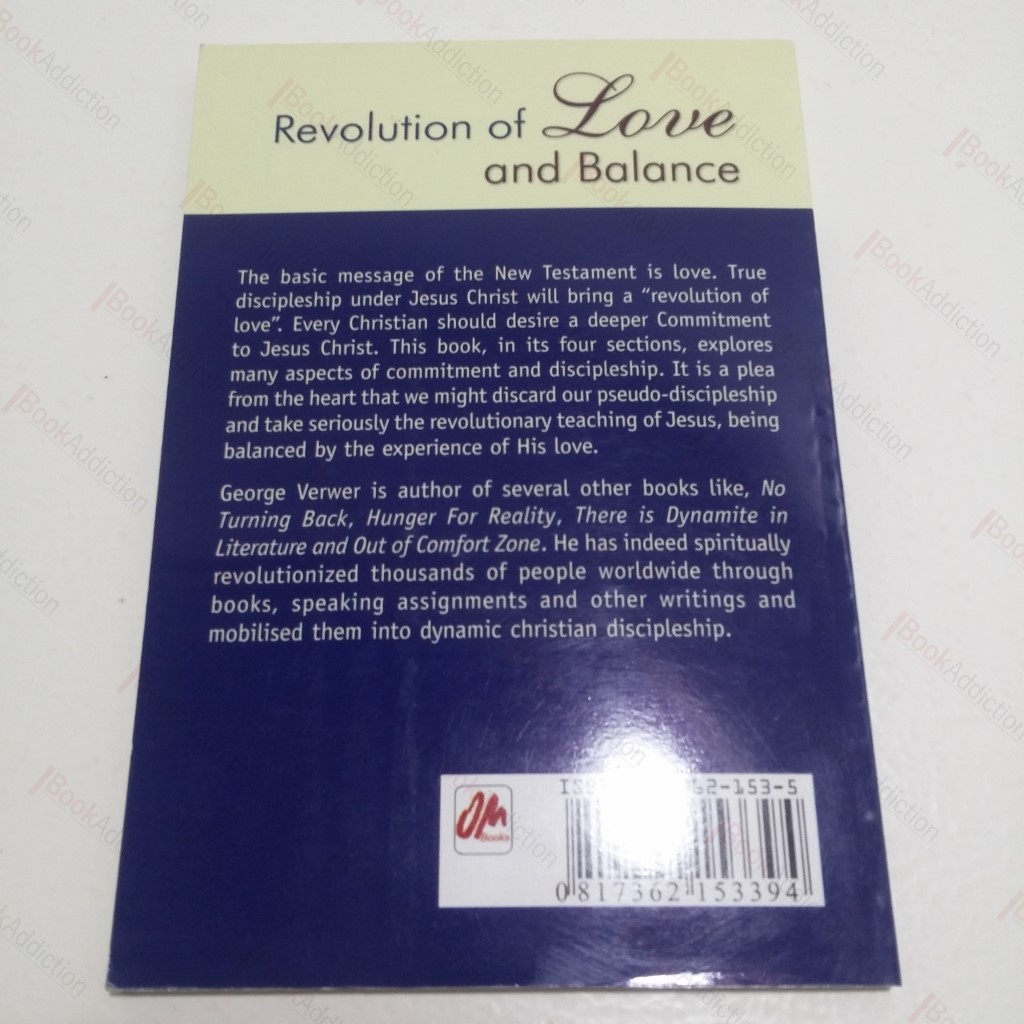 Revolution of Love
and Balance
The basic message of the New Testament is love. True
discipleship under Jesus Christ will bring a “revolution of
love”. Every Christian should desire a deeper Commitment
to Jesus Christ. This book, in its four sections, explores
many aspects of commitment and discipleship. It is a plea
from the heart that we might discard our pseudo-discipleship
and take seriously the revolutionary teaching of Jesus, being
balanced by the experience of His love.
George Verwer is author of several other books like, No
Turning Back, Hunger For Reality, There is Dynamite in
Literature and Out of Comfort Zone. He has indeed spiritually
revolutionized thousands of people worldwide through
books, speaking assignments and other writings and
mobilised them into dynamic christian discipleship.
62-153-5
OM
Books
0 817362 153394
BookAddiction